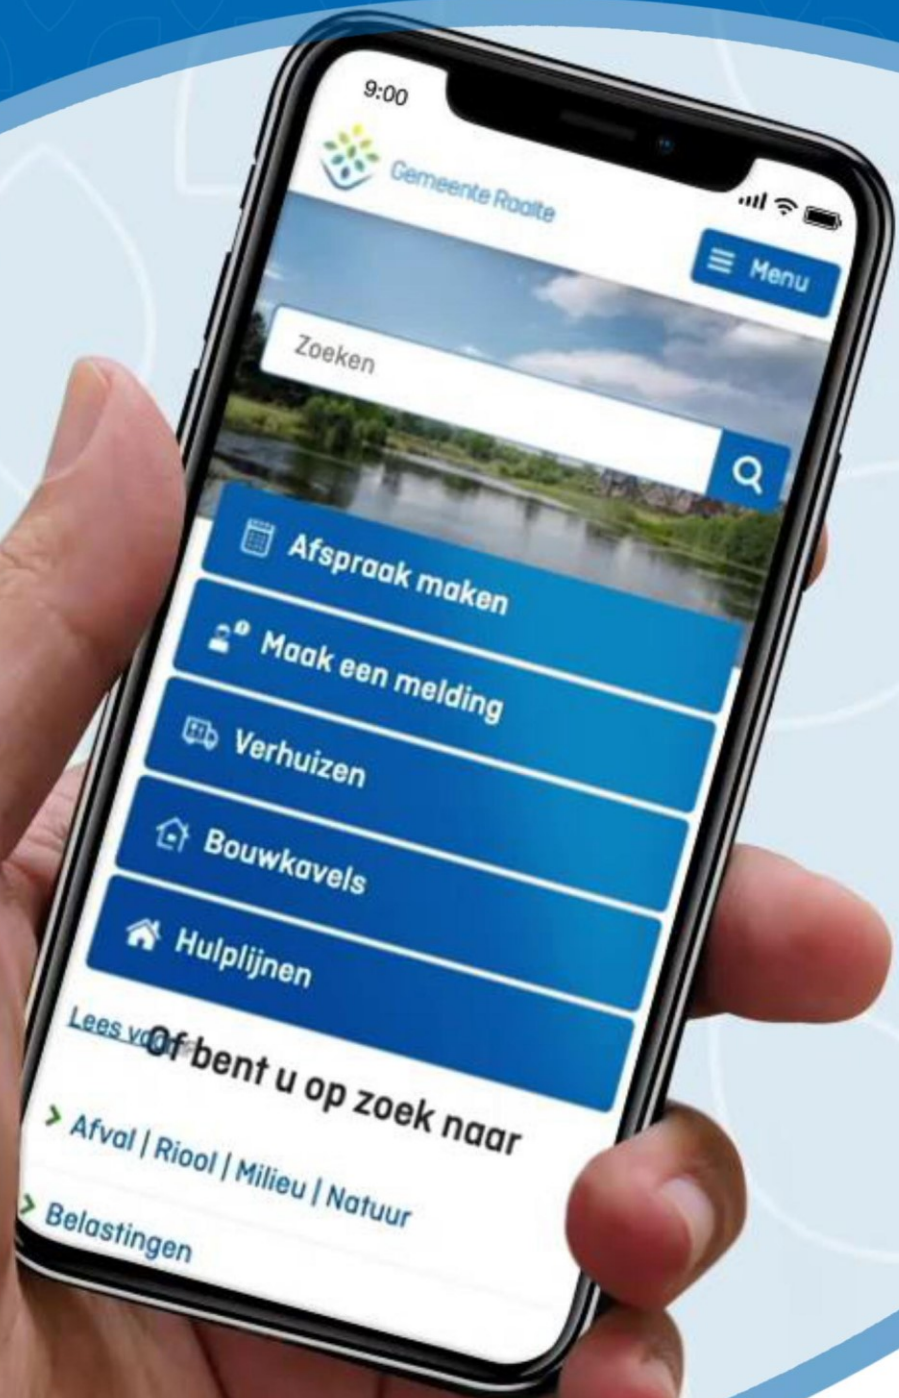 9:00
Gemeente Raalte
Menu
Zoeken
Afspraak maken
Maak een melding
Verhuizen
Bouwkavels
Hulplijnen
Lees
Of bent u op zoek naar
Afval | Riool | Milieu | Natuur
Belastingen